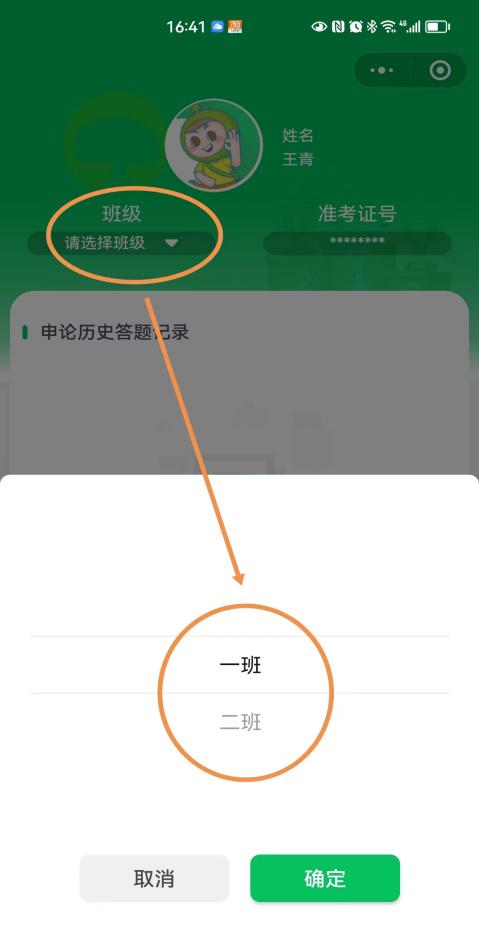 16:41
4G
姓名
王青
班级
准考证号
请选择班级
********
申论历史答题记录
一班
二班
取消
确定